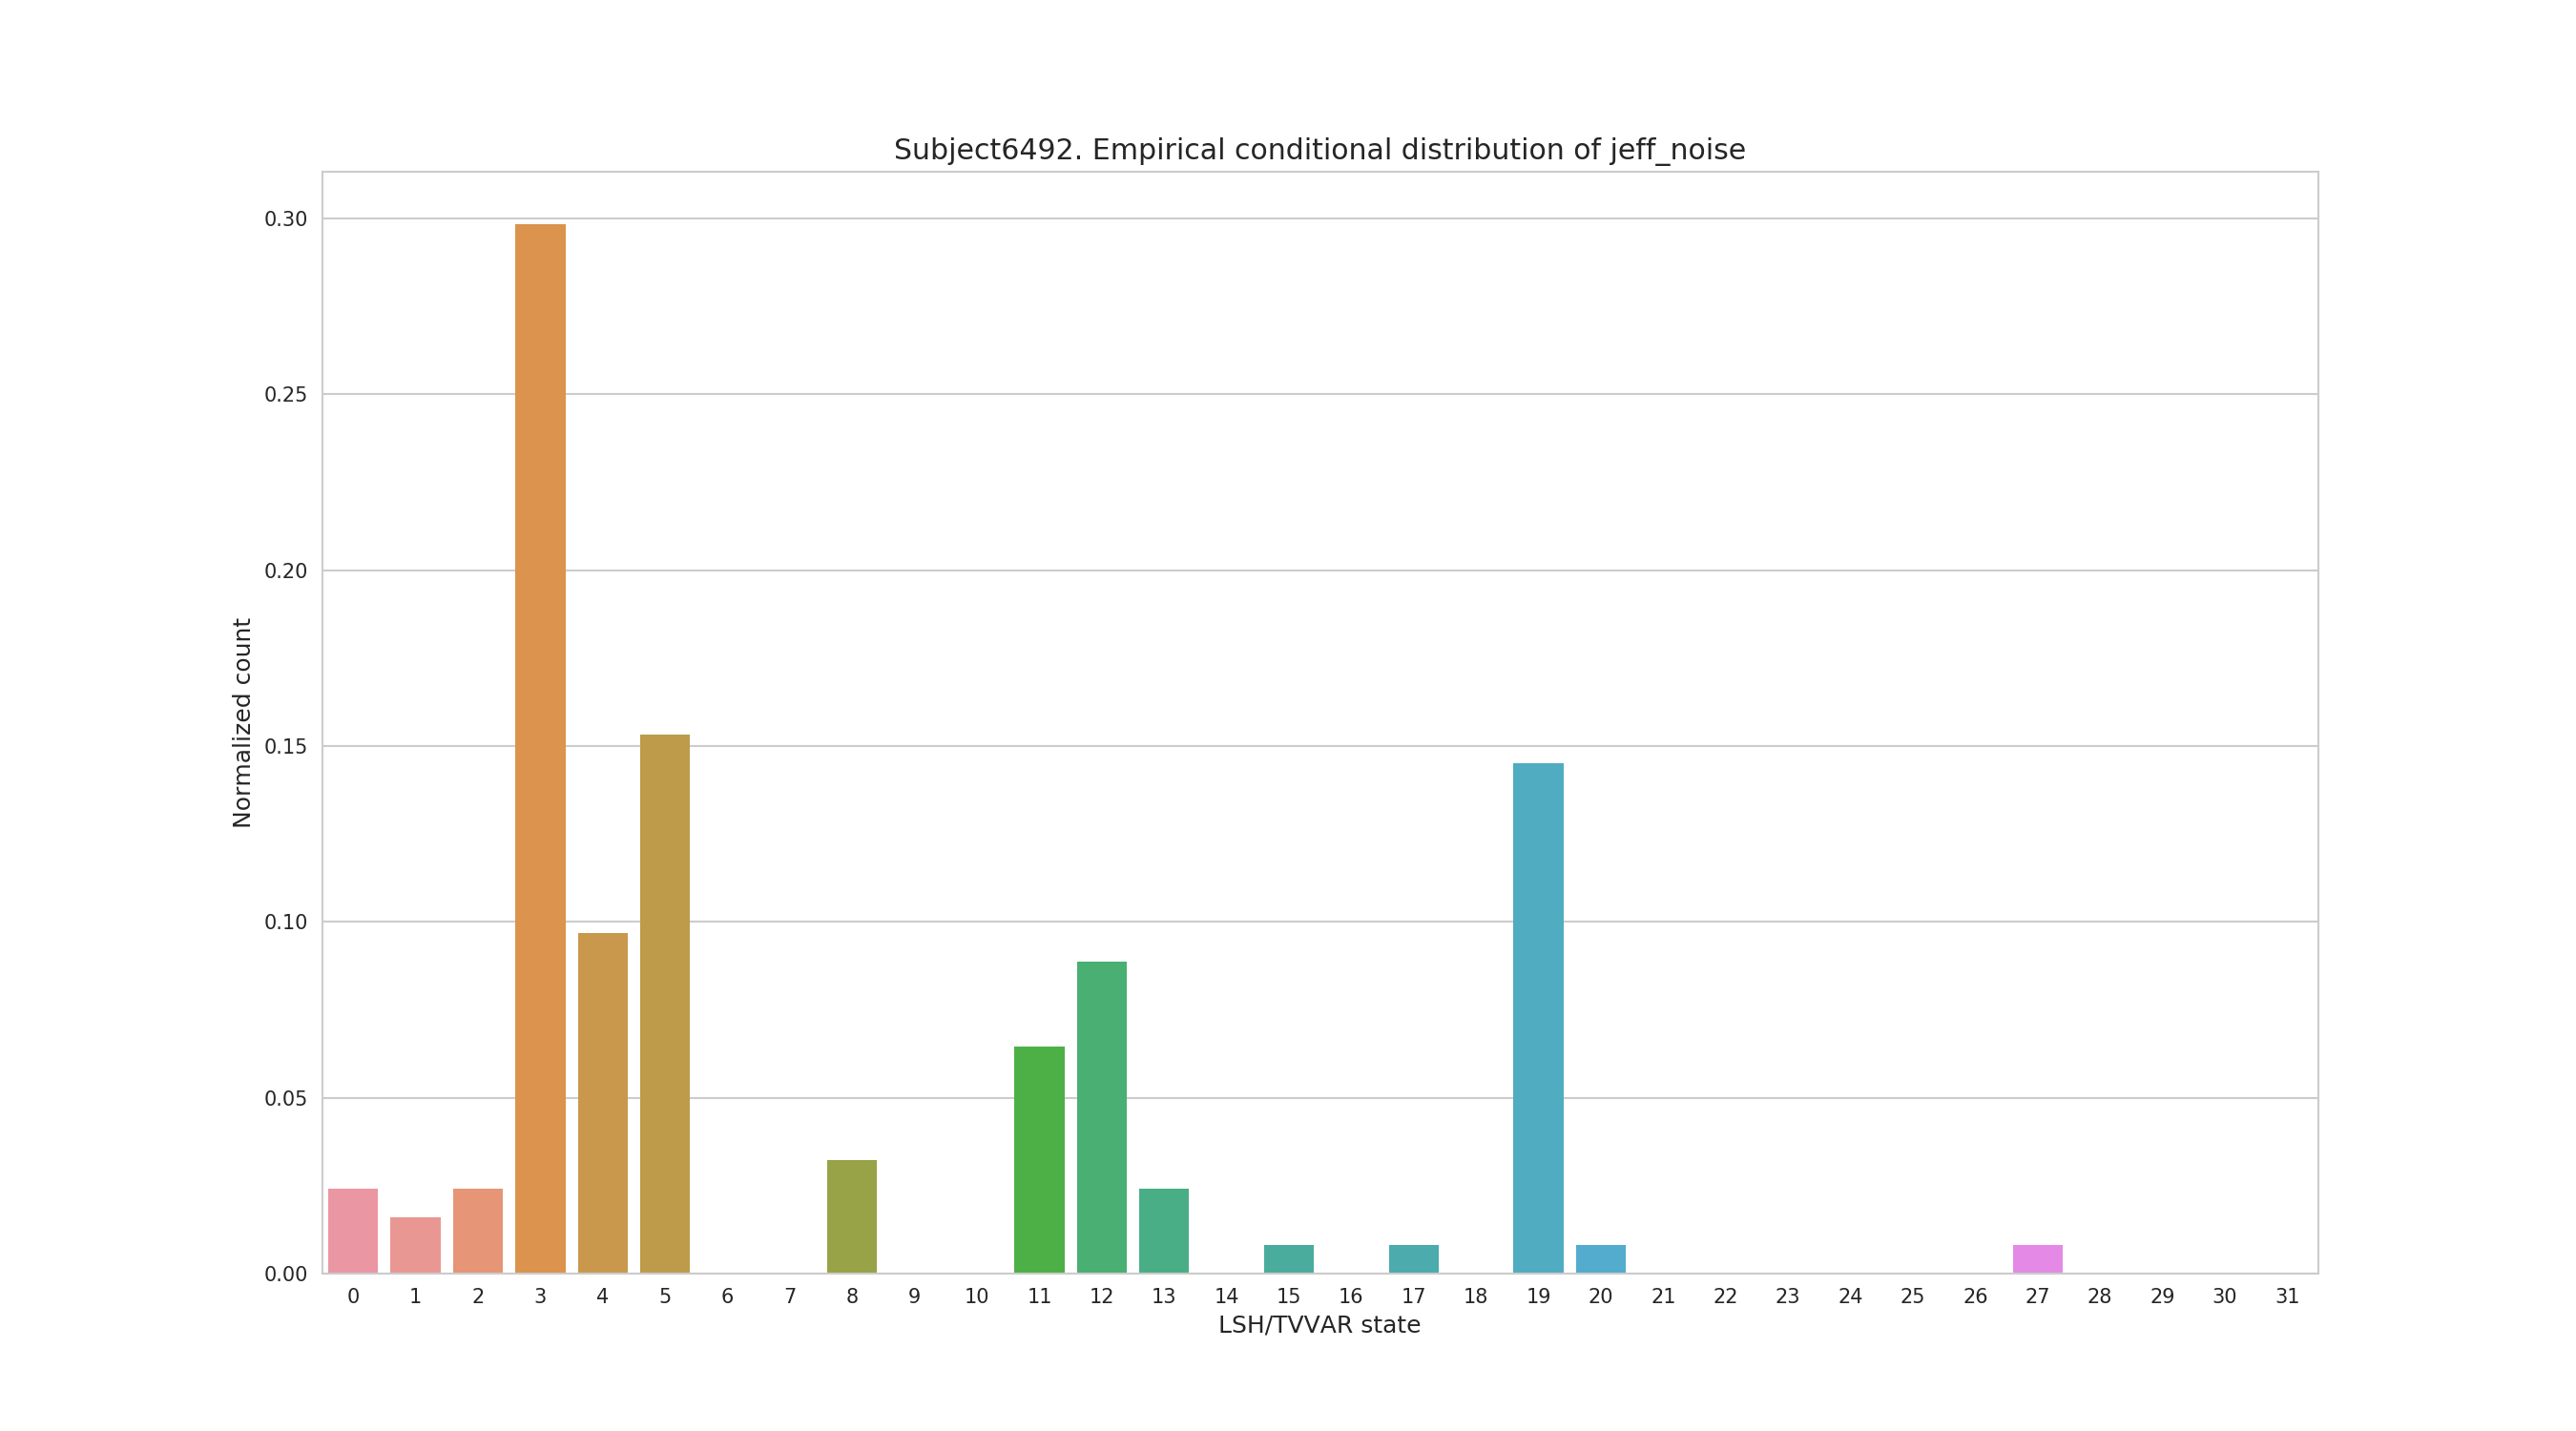 Subject6492. Empirical conditional distribution of jeff_noise
0.30
0.25
0.20
0.15
0.10
0.05
0.00
Normalized count
0 1 2 3 4 5 6 7 8 9 10 11 12 13 14 15 16 17 18 19 20 21 22 23 24 25 26 27 28 29 30 31
LSH/TVVAR state